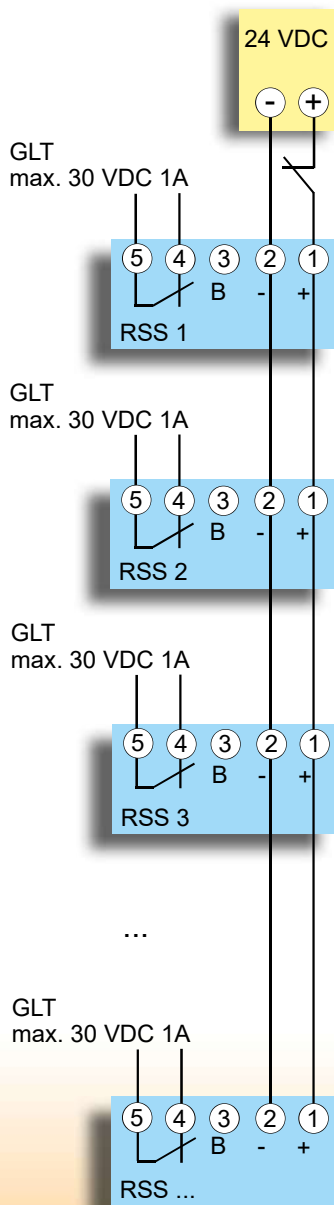 24 VDC
- +
GLT
max. 30 VDC 1A
5 4 3 2 1
B - +
RSS 1
GLT
max. 30 VDC 1A
5 4 3 2 1
B - +
RSS 2
GLT
max. 30 VDC 1A
5 4 3 2 1
B - +
RSS 3
...
GLT
max. 30 VDC 1A
5 4 3 2 1
B - +
RSS ...